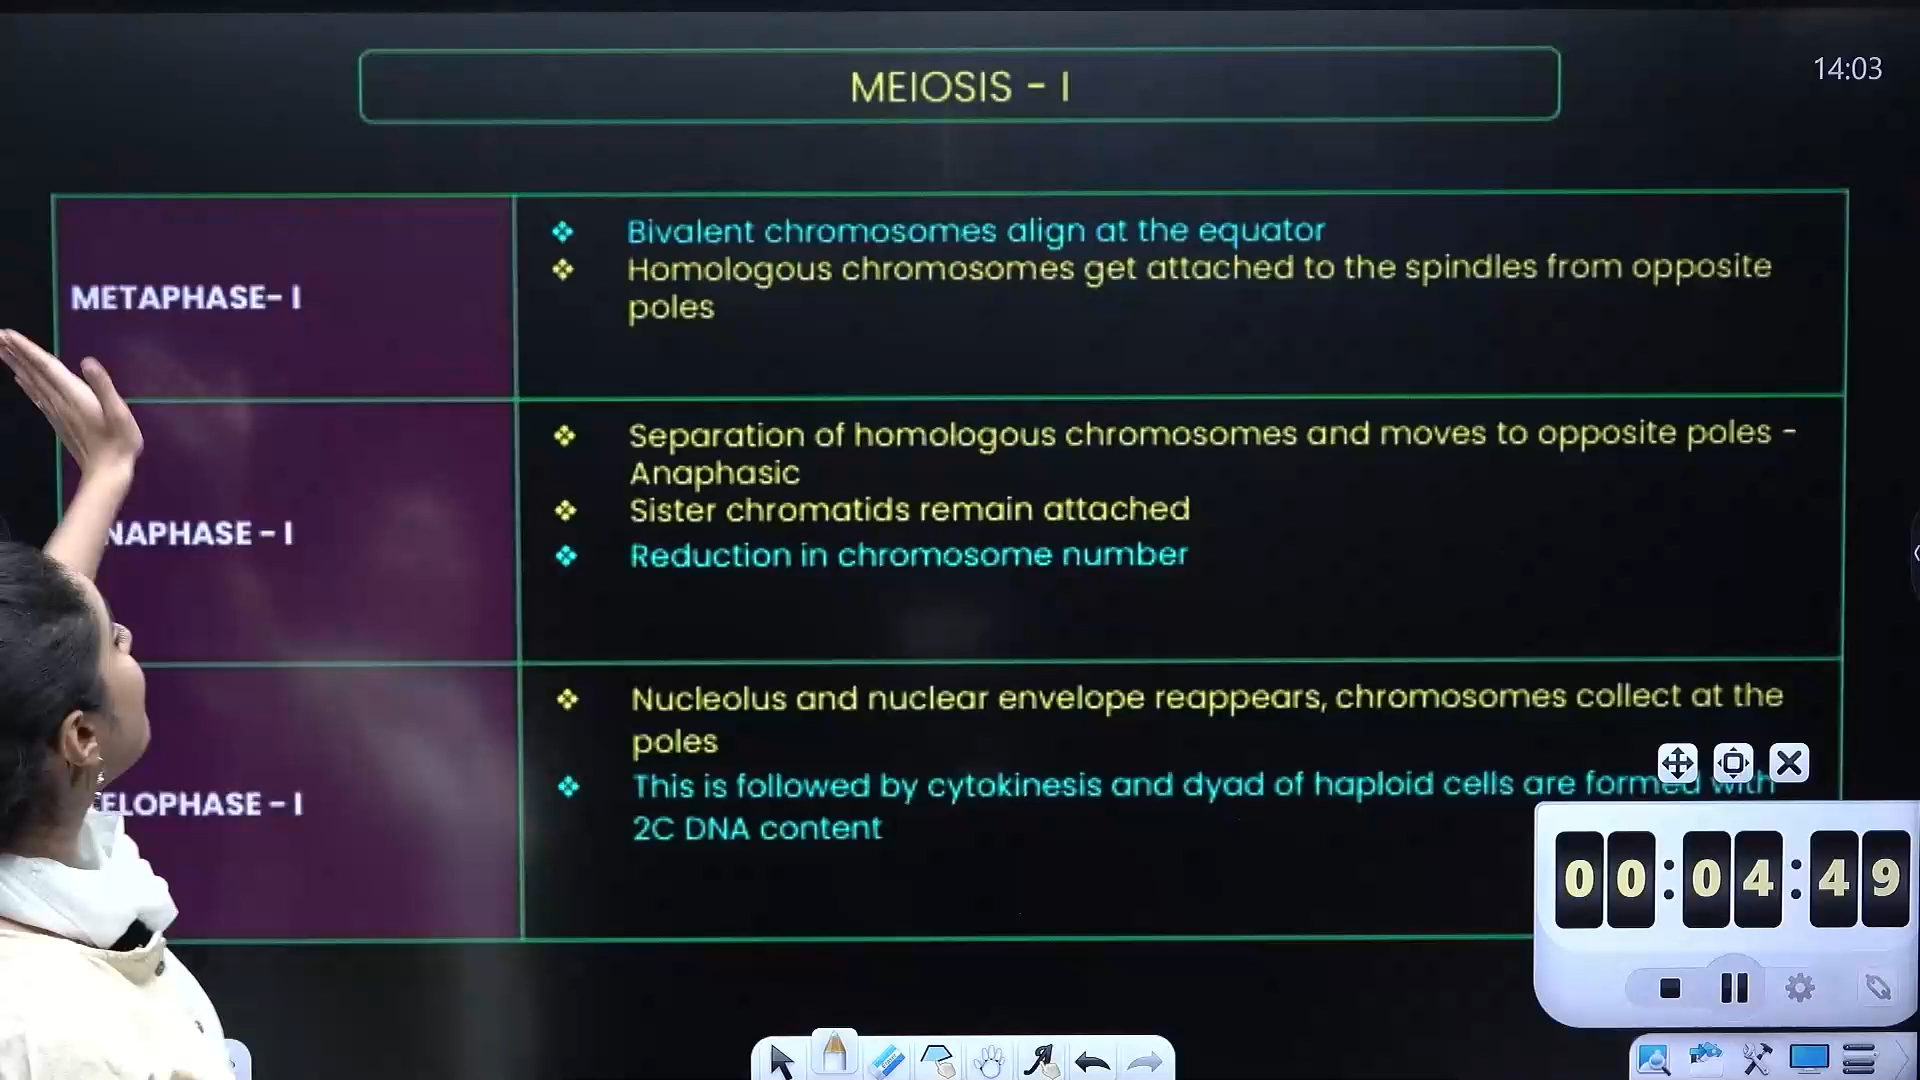 MEIOSIS - I
14:03
METAPHASE- I
❖ Bivalent chromosomes align at the equator
❖ Homologous chromosomes get attached to the spindles from opposite
poles
NAPHASE - I
❖ Separation of homologous chromosomes and moves to opposite poles -
Anaphasic
❖ Sister chromatids remain attached
❖ Reduction in chromosome number
ELOPHASE - I
❖ Nucleolus and nuclear envelope reappears, chromosomes collect at the
poles
❖ This is followed by cytokinesis and dyad of haploid cells are formed with
2C DNA content
00:04:49